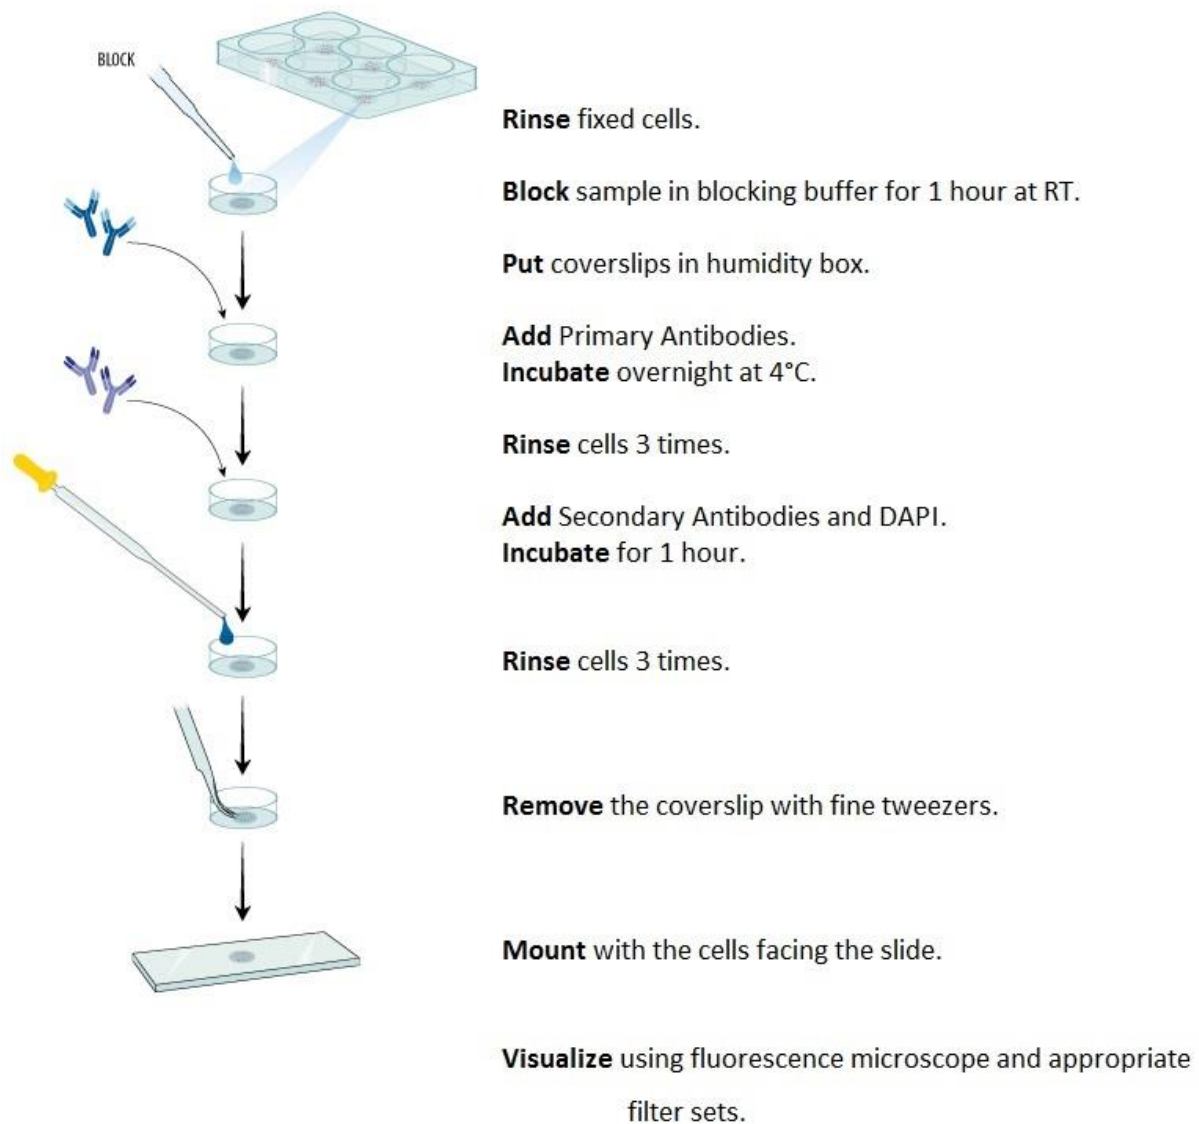 BLOCK
Rinse fixed cells.
Block sample in blocking buffer for 1 hour at RT.
Put coverslips in humidity box.
Add Primary Antibodies.
Incubate overnight at 4°C.
Rinse cells 3 times.
Add Secondary Antibodies and DAPI.
Incubate for 1 hour.
Rinse cells 3 times.
Remove the coverslip with fine tweezers.
Mount with the cells facing the slide.
Visualize using fluorescence microscope and appropriate
filter sets.